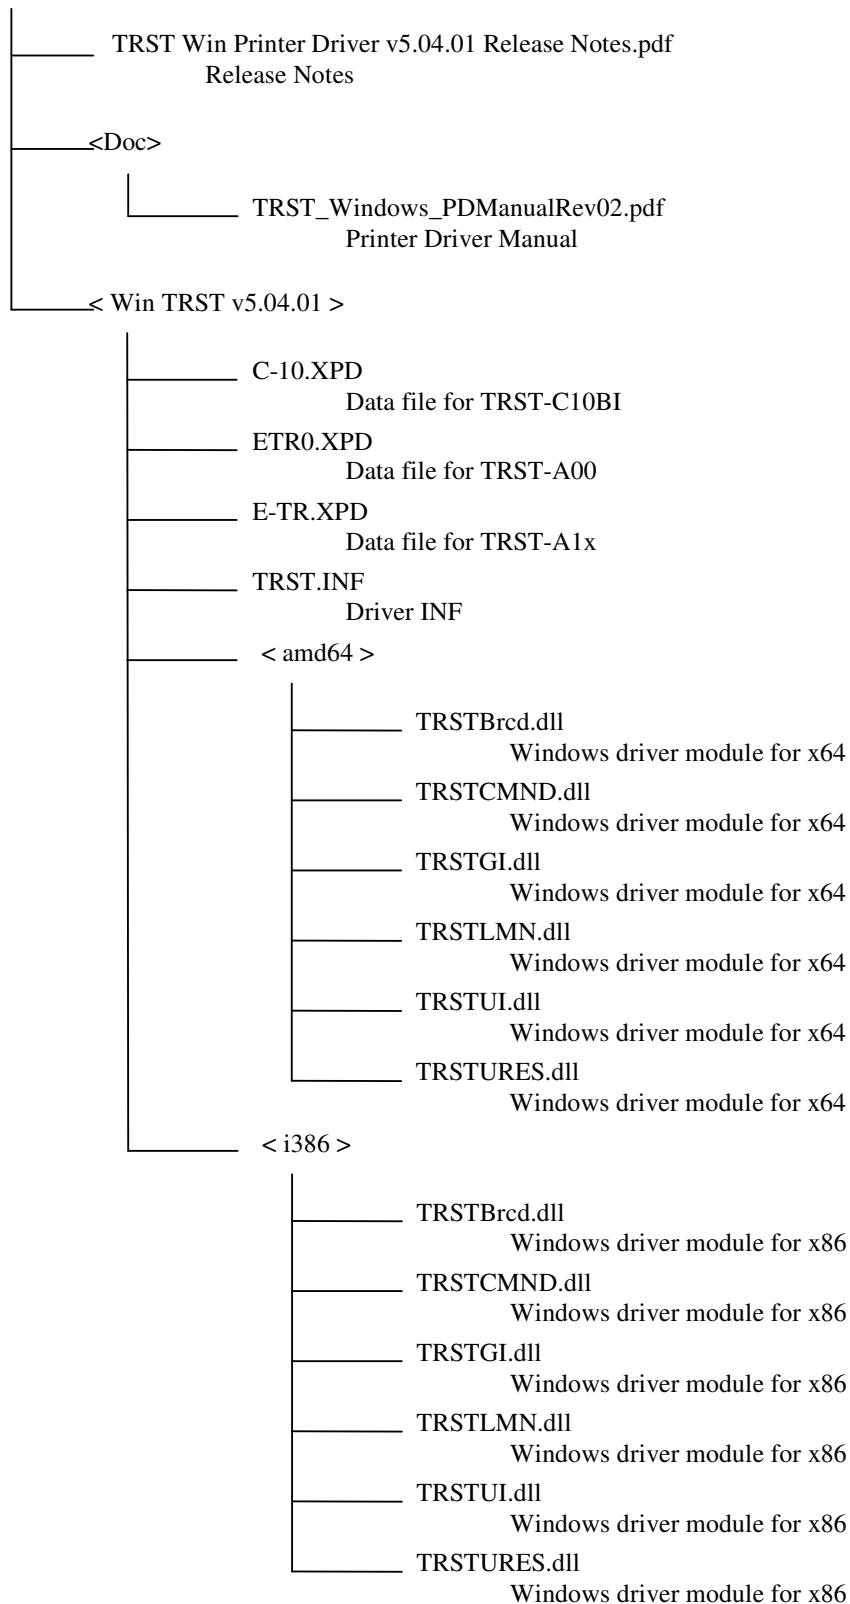 TRST Win Printer Driver v5.04.01 Release Notes.pdf
Release Notes
<Doc>
TRST_Windows_PDManualRev02.pdf
Printer Driver Manual
< Win TRST v5.04.01 >
C-10.XPD
Data file for TRST-C10BI
ETR0.XPD
Data file for TRST-A00
E-TR.XPD
Data file for TRST-A1x
TRST.INF
Driver INF
< amd64 >
TRSTBrcd.dll
Windows driver module for x64
TRSTCMND.dll
Windows driver module for x64
TRSTGI.dll
Windows driver module for x64
TRSTLMN.dll
Windows driver module for x64
TRSTUI.dll
Windows driver module for x64
TRSTURES.dll
Windows driver module for x64
< i386 >
TRSTBrcd.dll
Windows driver module for x86
TRSTCMND.dll
Windows driver module for x86
TRSTGI.dll
Windows driver module for x86
TRSTLMN.dll
Windows driver module for x86
TRSTUI.dll
Windows driver module for x86
TRSTURES.dll
Windows driver module for x86